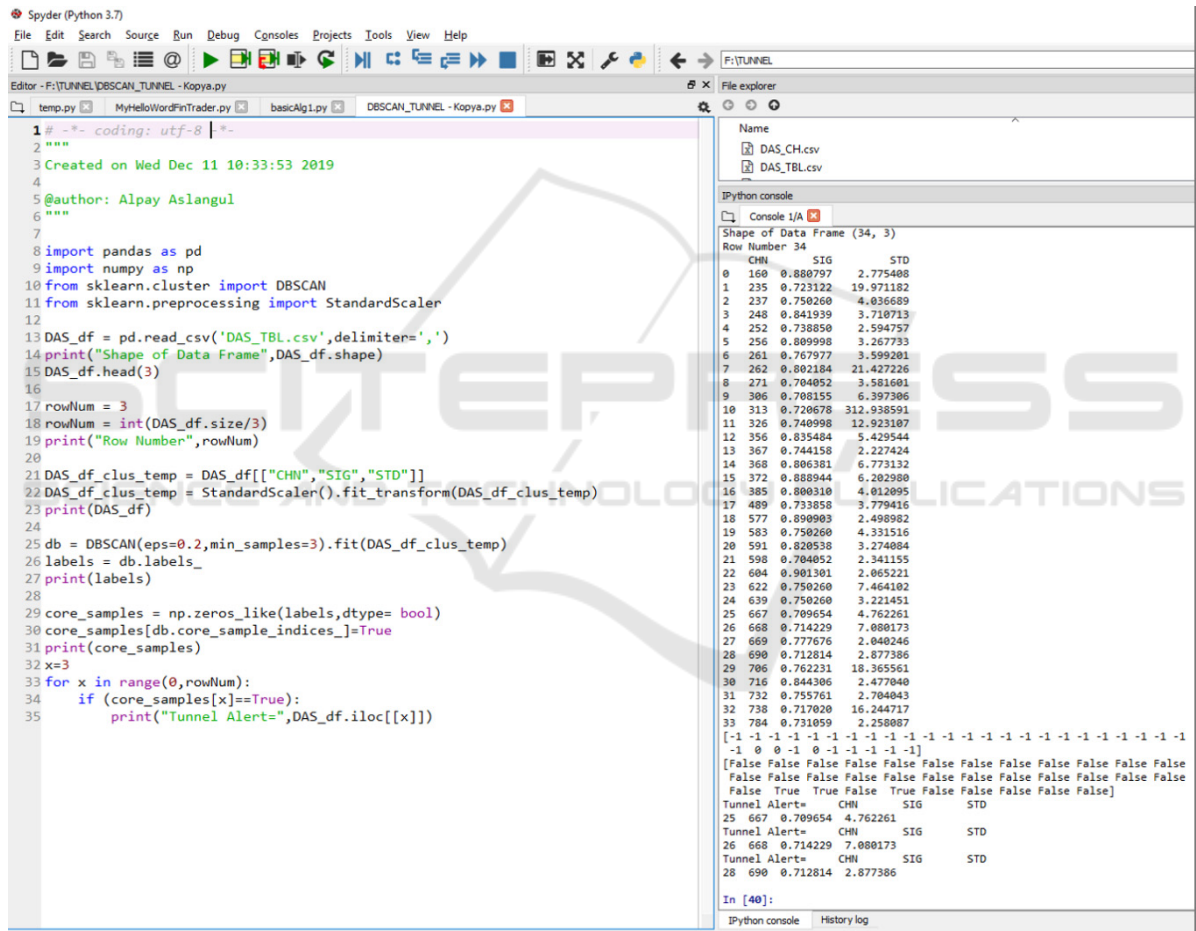 Spyder (Python 3.7)
File Edit Search Source Run Debug Consoles Projects Tools View Help
F:\TUNNEL
Editor - F:\TUNNEL\DBSCAN_TUNNEL - Kopya.py
temp.py MyHelloWordFinTrader.py basicAlg1.py DBSCAN_TUNNEL - Kopya.py
1 # -*- coding: utf-8 -*-
2 """
3 Created on Wed Dec 11 10:33:53 2019
4
5 @author: Alpay Aslangul
6 """
7
8 import pandas as pd
9 import numpy as np
10 from sklearn.cluster import DBSCAN
11 from sklearn.preprocessing import StandardScaler
12
13 DAS_df = pd.read_csv('DAS_TBL.csv',delimiter=',')
14 print("Shape of Data Frame",DAS_df.shape)
15 DAS_df.head(3)
16
17 rowNum = 3
18 rowNum = int(DAS_df.size/3)
19 print("Row Number",rowNum)
20
21 DAS_df_clus_temp = DAS_df[["CHN","SIG","STD"]]
22 DAS_df_clus_temp = StandardScaler().fit_transform(DAS_df_clus_temp)
23 print(DAS_df)
24
25 db = DBSCAN(eps=0.2,min_samples=3).fit(DAS_df_clus_temp)
26 labels = db.labels_
27 print(labels)
28
29 core_samples = np.zeros_like(labels,dtype= bool)
30 core_samples[db.core_sample_indices_]=True
31 print(core_samples)
32 x=3
33 for x in range(0,rowNum):
34     if (core_samples[x]==True):
35         print("Tunnel Alert=",DAS_df.iloc[[x]])
File explorer
Name
DAS_CH.csv
DAS_TBL.csv
IPython console
Console 1/A
Shape of Data Frame (34, 3)
Row Number 34
CHN SIG STD
0 160 0.880797 2.775408
1 235 0.723122 19.971182
2 237 0.750260 4.036689
3 248 0.841939 3.710713
4 252 0.738850 2.594757
5 256 0.809998 3.267733
6 261 0.767977 3.599201
7 262 0.802184 21.427226
8 271 0.704052 3.581601
9 306 0.708155 6.397306
10 313 0.720678 312.938591
11 326 0.740998 12.923107
12 356 0.835484 5.429544
13 367 0.744158 2.227424
14 368 0.806381 6.773132
15 372 0.888944 6.202980
16 385 0.800310 4.012095
17 489 0.733858 3.779416
18 577 0.890903 2.498982
19 583 0.750260 4.331516
20 591 0.820538 3.274084
21 598 0.704052 2.341155
22 604 0.901301 2.065221
23 622 0.750260 7.464102
24 639 0.750260 3.221451
25 667 0.709654 4.762261
26 668 0.714229 7.080173
27 669 0.777676 2.040246
28 690 0.712814 2.877386
29 706 0.762231 18.365561
30 716 0.844306 2.477040
31 732 0.755761 2.704043
32 738 0.717020 16.244717
33 784 0.731059 2.258087
[-1 -1 -1 -1 -1 -1 -1 -1 -1 -1 -1 -1 -1 -1 -1 -1 -1 -1 -1 -1 -1 -1 -1 -1
-1 0 0 -1 0 -1 -1 -1 -1 -1]
[False False False False False False False False False False False False
False False False False False False False False False False False False
False True True False True False False False False False]
Tunnel Alert= CHN SIG STD
25 667 0.709654 4.762261
Tunnel Alert= CHN SIG STD
26 668 0.714229 7.080173
Tunnel Alert= CHN SIG STD
28 690 0.712814 2.877386
In [40]:
IPython console History log
SCITEPRESS
SCIENCE AND TECHNOLOGY PUBLICATIONS